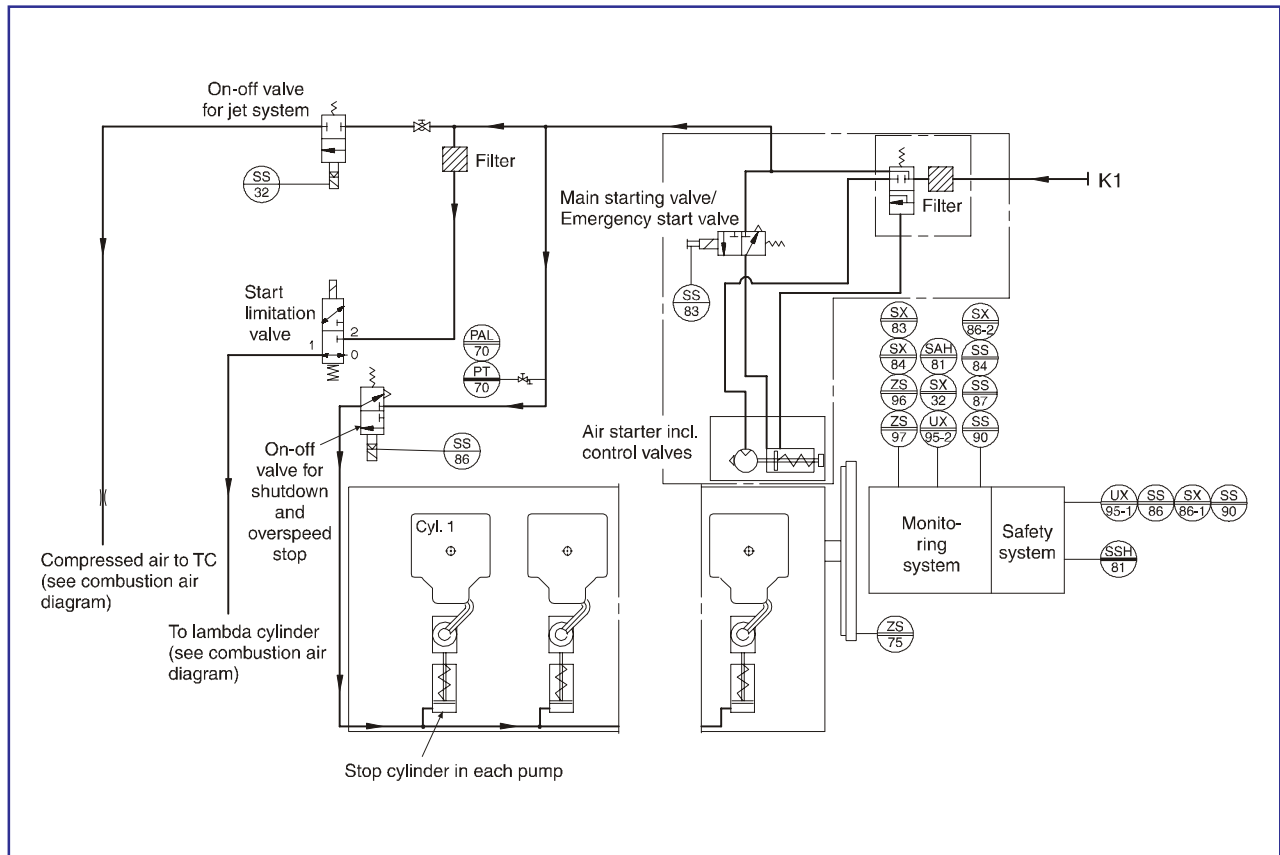 On-off valve
for jet system
SS
32
Filter
Main starting valve/
Emergency start valve
SS
83
Filter
K1
Start
limitation
valve
1
2
0
PAL
70
PT
70
On-off
valve for
shutdown
and
overspeed
stop
SS
86
Air starter incl.
control valves
SX
83
SX
84
ZS
96
ZS
97
SAH
81
SX
32
UX
95-2
SX
86-2
SS
84
SS
87
SS
90
Monito-
ring
system
Safety
system
UX
95-1
SS
86
SX
86-1
SS
90
SSH
81
ZS
75
Cyl. 1
Compressed air to TC
(see combustion air
diagram)
To lambda cylinder
(see combustion air
diagram)
Stop cylinder in each pump